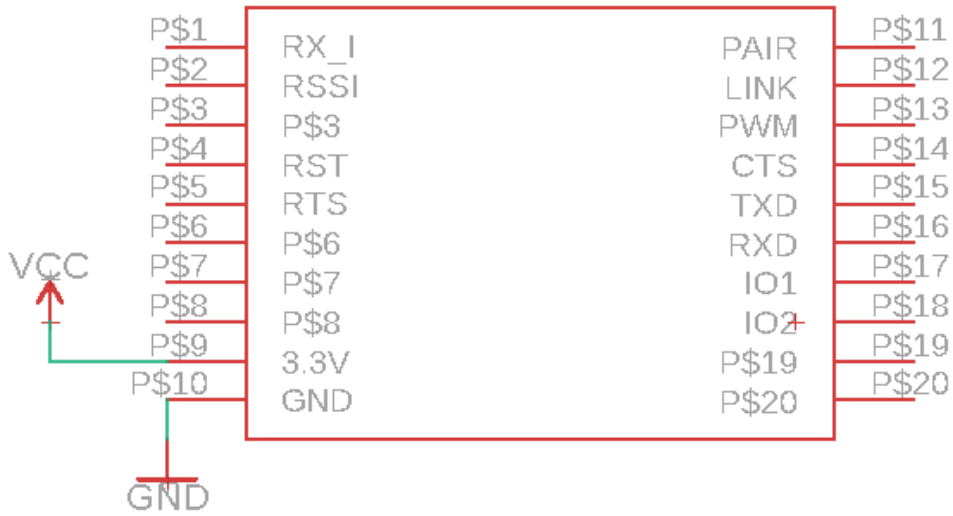 P$1 RX_I PAIR P$11
P$2 RSSI LINK P$12
P$3 P$3 PWM P$13
P$4 RST CTS P$14
P$5 RTS TXD P$15
P$6 P$6 RXD P$16
VCC P$7 P$7 IO1 P$17
P$8 P$8 IO2 P$18
P$9 3.3V P$19 P$19
P$10 GND P$20 P$20
GND